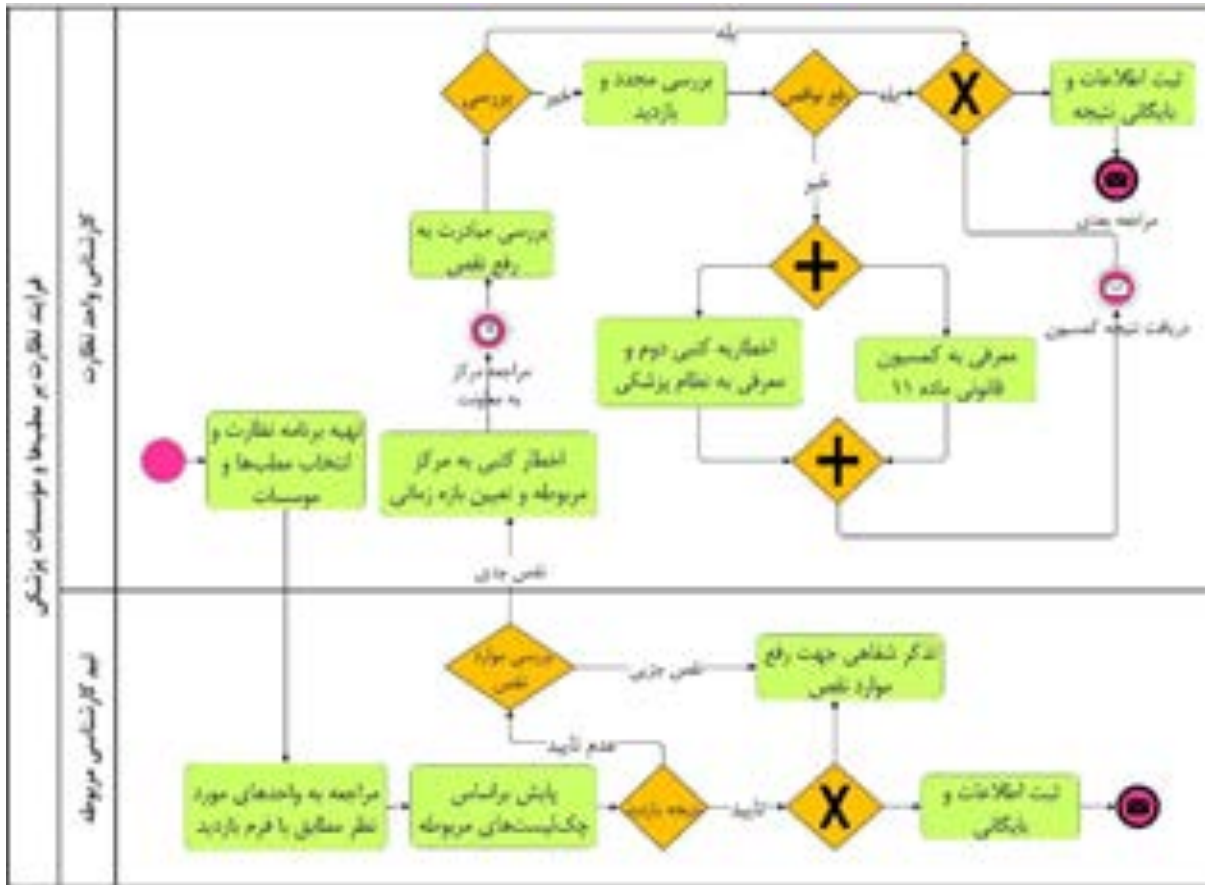 فرایند نظارت بر مطب‌ها و موسسات پزشکی
کارشناس واحد نظارت
بررسی
بله
خیر
بررسی مجدد و
بازدید
رفع نواقص
بله
X
ثبت اطلاعات و
بایگانی نتیجه
مراجعه بعدی
خیر
بررسی مبادرت به
رفع نقص
مراجعه مرکز
به معاونت
اخطاریه کتبی دوم و
معرفی به نظام پزشکی
معرفی به کمسیون
قانونی ماده ۱۱
دریافت نتیجه کمسیون
تهیه برنامه نظارت و
انتخاب مطب‌ها و
موسسات
اخطار کتبی به مرکز
مربوطه و تعیین بازه زمانی
نقص جدی
تیم کارشناسی مربوطه
بررسی موارد
نقص
نقص جزیی
تذکر شفاهی جهت رفع
موارد نقص
عدم تأیید
مراجعه به واحدهای مورد
نظر مطابق با فرم بازدید
پایش براساس
چک‌لیست‌های مربوطه
نتیجه بازدید
تأیید
X
ثبت اطلاعات و
بایگانی